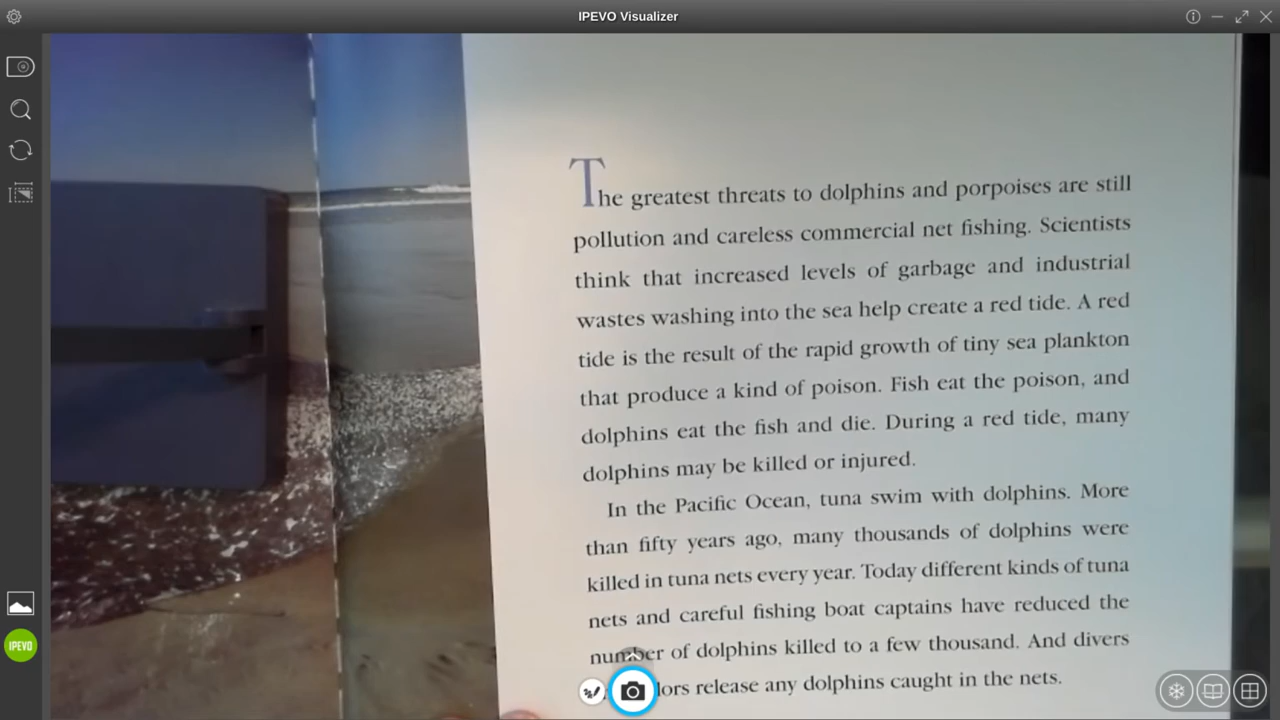 IPEVO Visualizer
IPEVO
The greatest threats to dolphins and porpoises are still
pollution and careless commercial net fishing. Scientists
think that increased levels of garbage and industrial
wastes washing into the sea help create a red tide. A red
tide is the result of the rapid growth of tiny sea plankton
that produce a kind of poison. Fish eat the poison, and
dolphins eat the fish and die. During a red tide, many
dolphins may be killed or injured.
In the Pacific Ocean, tuna swim with dolphins. More
than fifty years ago, many thousands of dolphins were
killed in tuna nets every year. Today different kinds of tuna
nets and careful fishing boat captains have reduced the
number of dolphins killed to a few thousand. And divers
release any dolphins caught in the nets.